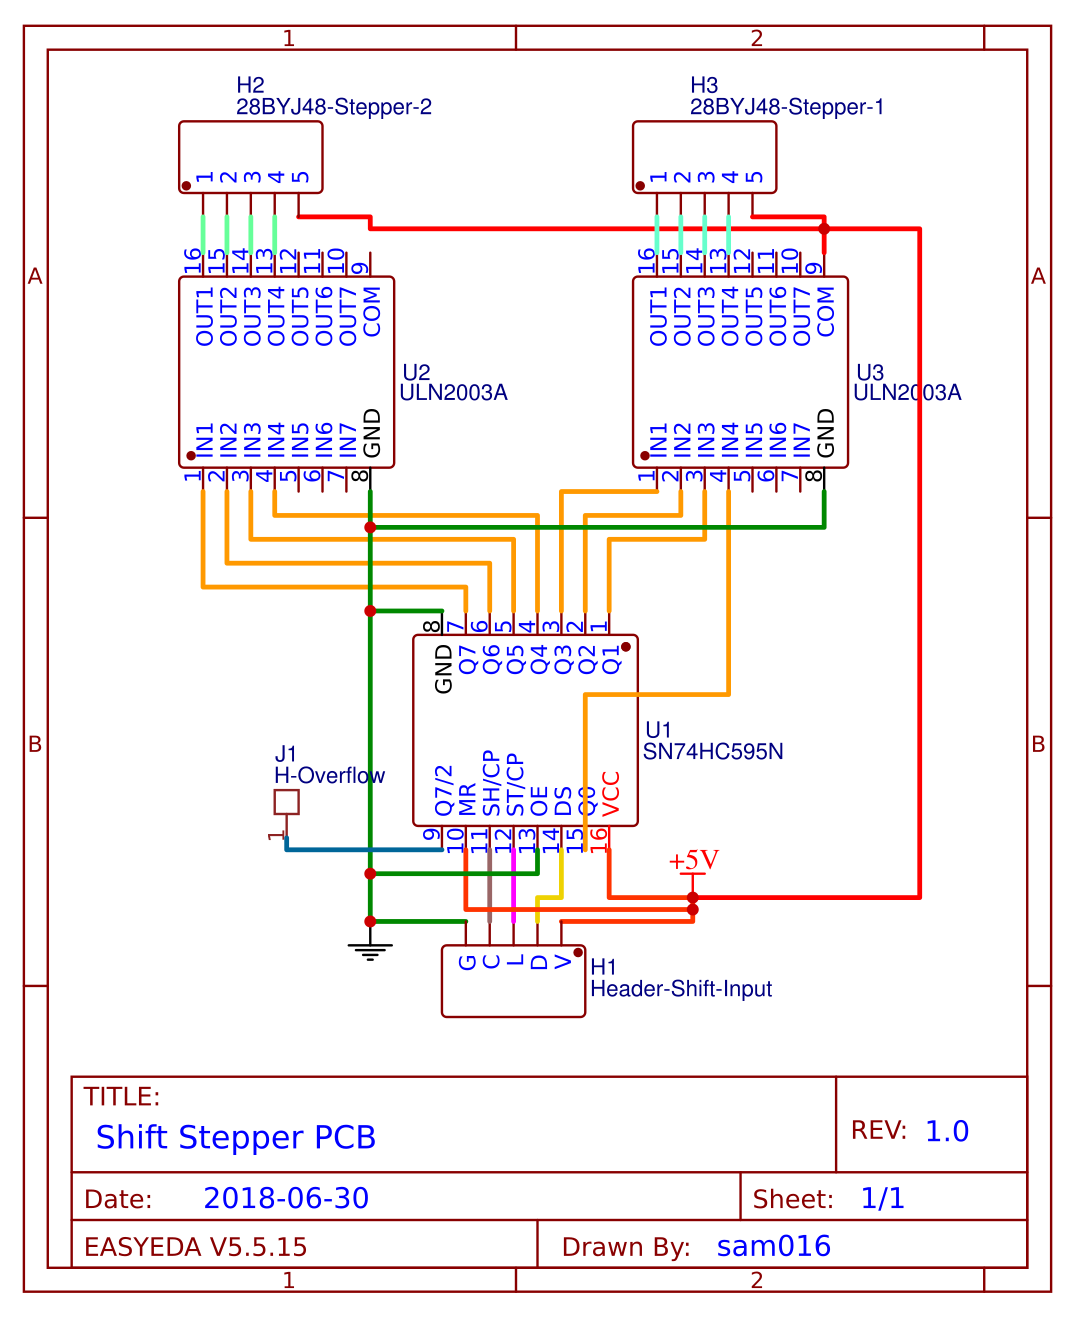 1 2
H2
28BYJ48-Stepper-2
H3
28BYJ48-Stepper-1
1 2 3 4 5
1 2 3 4 5
16 15 14 13 12 11 10 9
16 15 14 13 12 11 10 9
A A
OUT1 OUT2 OUT3 OUT4 OUT5 OUT6 OUT7 COM
OUT1 OUT2 OUT3 OUT4 OUT5 OUT6 OUT7 COM
U2
ULN2003A
U3
ULN2003A
IN1 IN2 IN3 IN4 IN5 IN6 IN7 GND
IN1 IN2 IN3 IN4 IN5 IN6 IN7 GND
1 2 3 4 5 6 7 8
1 2 3 4 5 6 7 8
8 7 6 5 4 3 2 1
GND Q7 Q6 Q5 Q4 Q3 Q2 Q1
U1
SN74HC595N
B B
J1
H-Overflow
1
Q7/2 MR SH/CP ST/CP OE DS Q0 VCC
9 10 11 12 13 14 15 16
+5V
G C L D V
H1
Header-Shift-Input
TITLE:
Shift Stepper PCB
REV: 1.0
Date: 2018-06-30
Sheet: 1/1
EASYEDA V5.5.15
Drawn By: sam016
1 2